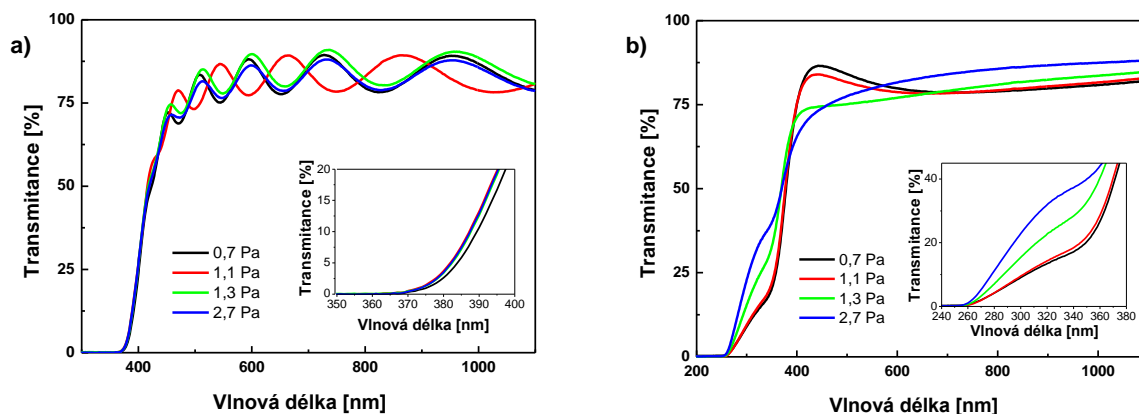 a)
Transmitance [%]
100
75
50
25
0
400
600
800
1000
Vlnová délka [nm]
0,7 Pa
1,1 Pa
1,3 Pa
2,7 Pa
Transmitance [%]
20
15
10
5
0
350
360
370
380
390
400
Vlnová délka [nm]
b)
Transmitance [%]
100
75
50
25
0
200
400
600
800
1000
Vlnová délka [nm]
0,7 Pa
1,1 Pa
1,3 Pa
2,7 Pa
Transmitance [%]
40
20
0
240
260
280
300
320
340
360
380
Vlnová délka [nm]